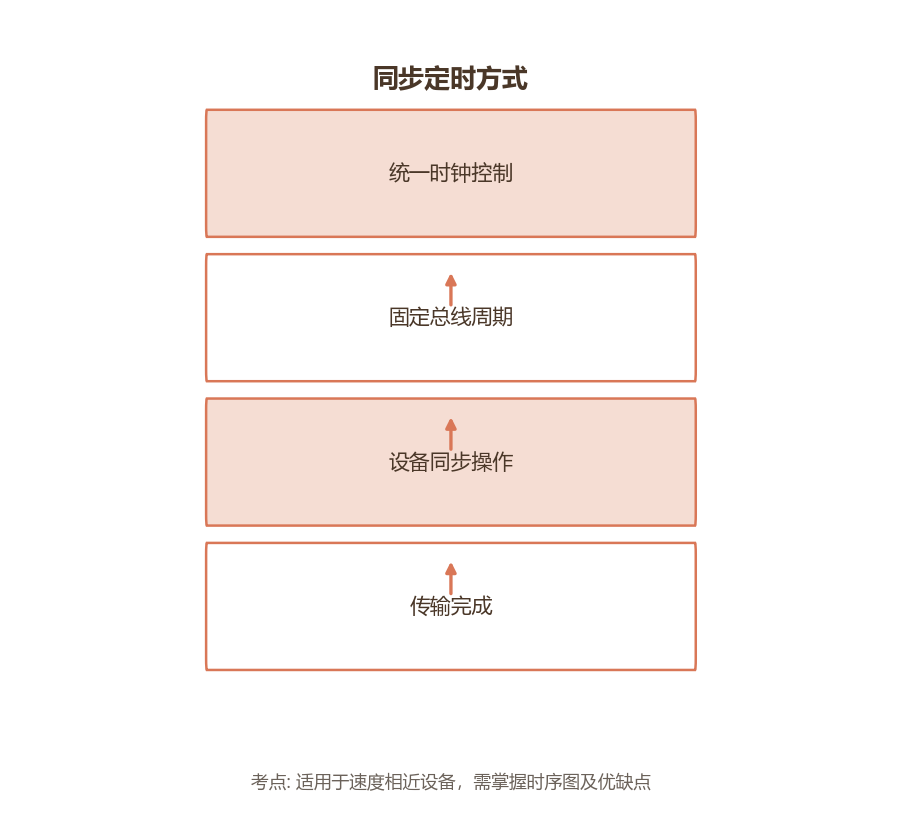 同步定时方式
统一时钟控制
固定总线周期
设备同步操作
传输完成
考点: 适用于速度相近设备，需掌握时序图及优缺点